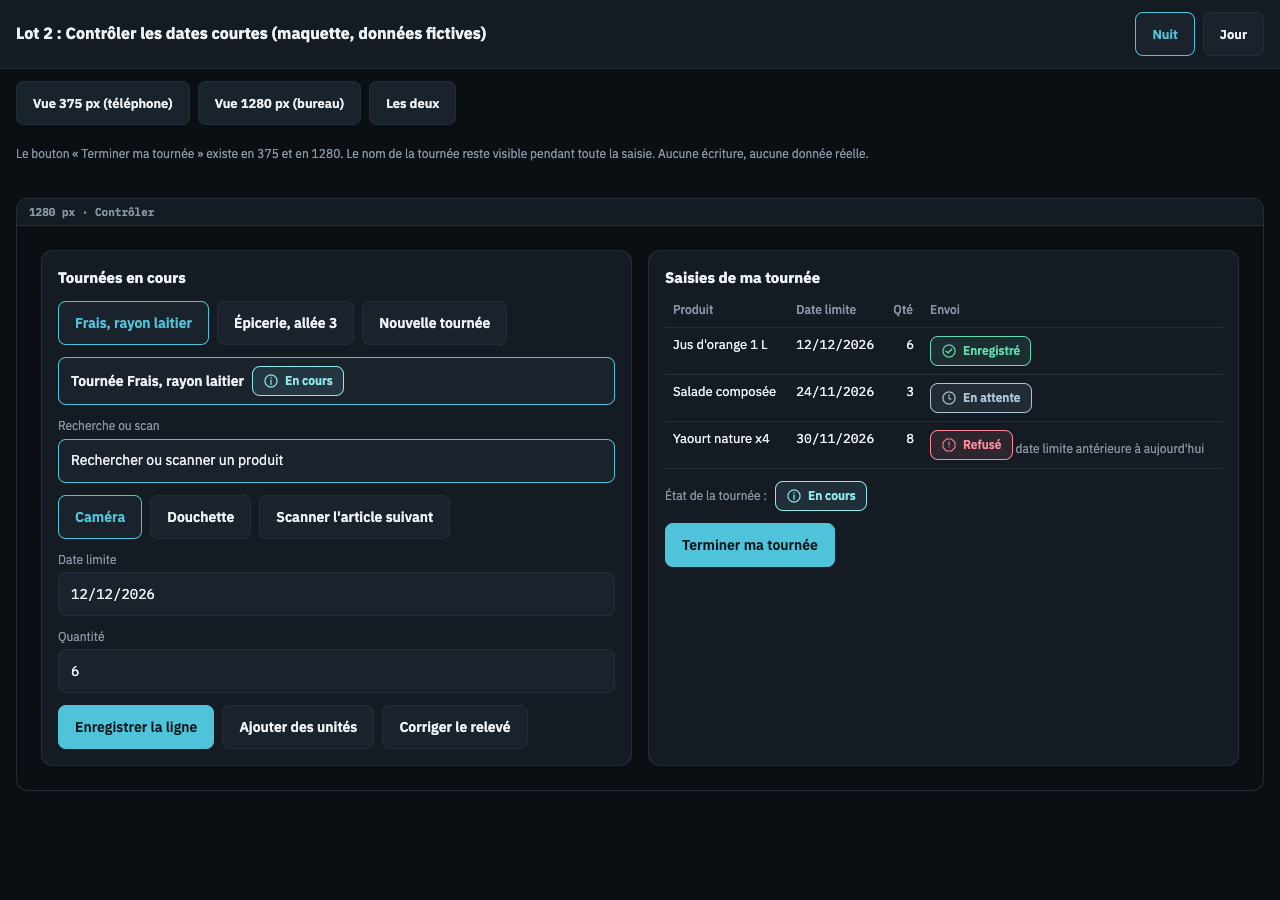 Lot 2 : Contrôler les dates courtes (maquette, données fictives)
Nuit
Jour
Vue 375 px (téléphone)
Vue 1280 px (bureau)
Les deux
Le bouton « Terminer ma tournée » existe en 375 et en 1280. Le nom de la tournée reste visible pendant toute la saisie. Aucune écriture, aucune donnée réelle.
1280 px · Contrôler
Tournées en cours
Frais, rayon laitier
Épicerie, allée 3
Nouvelle tournée
Tournée Frais, rayon laitier
En cours
Recherche ou scan
Rechercher ou scanner un produit
Caméra
Douchette
Scanner l'article suivant
Date limite
12/12/2026
Quantité
6
Enregistrer la ligne
Ajouter des unités
Corriger le relevé
Saisies de ma tournée
Produit Date limite Qté Envoi
Jus d'orange 1 L 12/12/2026 6 Enregistré
Salade composée 24/11/2026 3 En attente
Yaourt nature x4 30/11/2026 8 Refusé date limite antérieure à aujourd'hui
État de la tournée : En cours
Terminer ma tournée